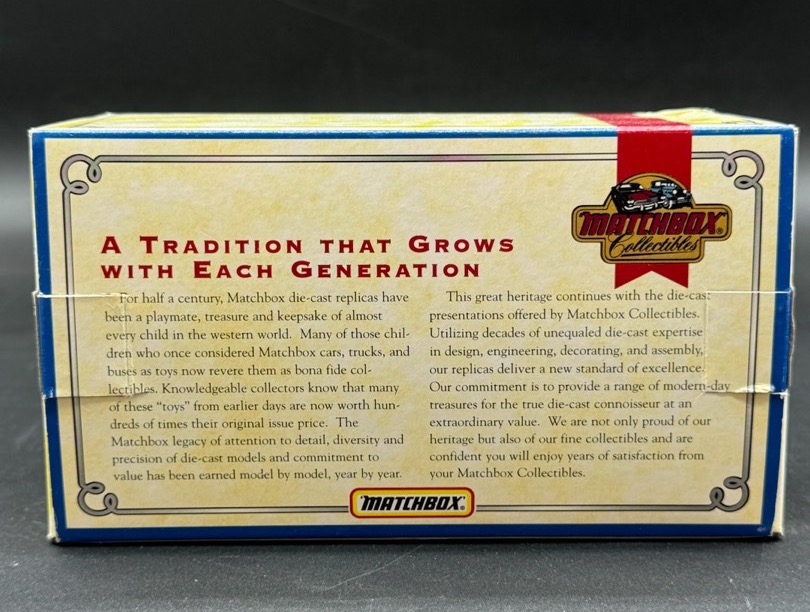 MATCHBOX®
Collectibles
A TRADITION THAT GROWS
WITH EACH GENERATION
For half a century, Matchbox die-cast replicas have
been a playmate, treasure and keepsake of almost
every child in the western world. Many of those chil-
dren who once considered Matchbox cars, trucks, and
buses as toys now revere them as bona fide col-
lectibles. Knowledgeable collectors know that many
of these “toys” from earlier days are now worth hun-
dreds of times their original issue price. The
Matchbox legacy of attention to detail, diversity and
precision of die-cast models and commitment to
value has been earned model by model, year by year.
This great heritage continues with the die-cast
presentations offered by Matchbox Collectibles.
Utilizing decades of unequaled die-cast expertise
in design, engineering, decorating, and assembly,
our replicas deliver a new standard of excellence.
Our commitment is to provide a range of modern-day
treasures for the true die-cast connoisseur at an
extraordinary value. We are not only proud of our
heritage but also of our fine collectibles and are
confident you will enjoy years of satisfaction from
your Matchbox Collectibles.
MATCHBOX®